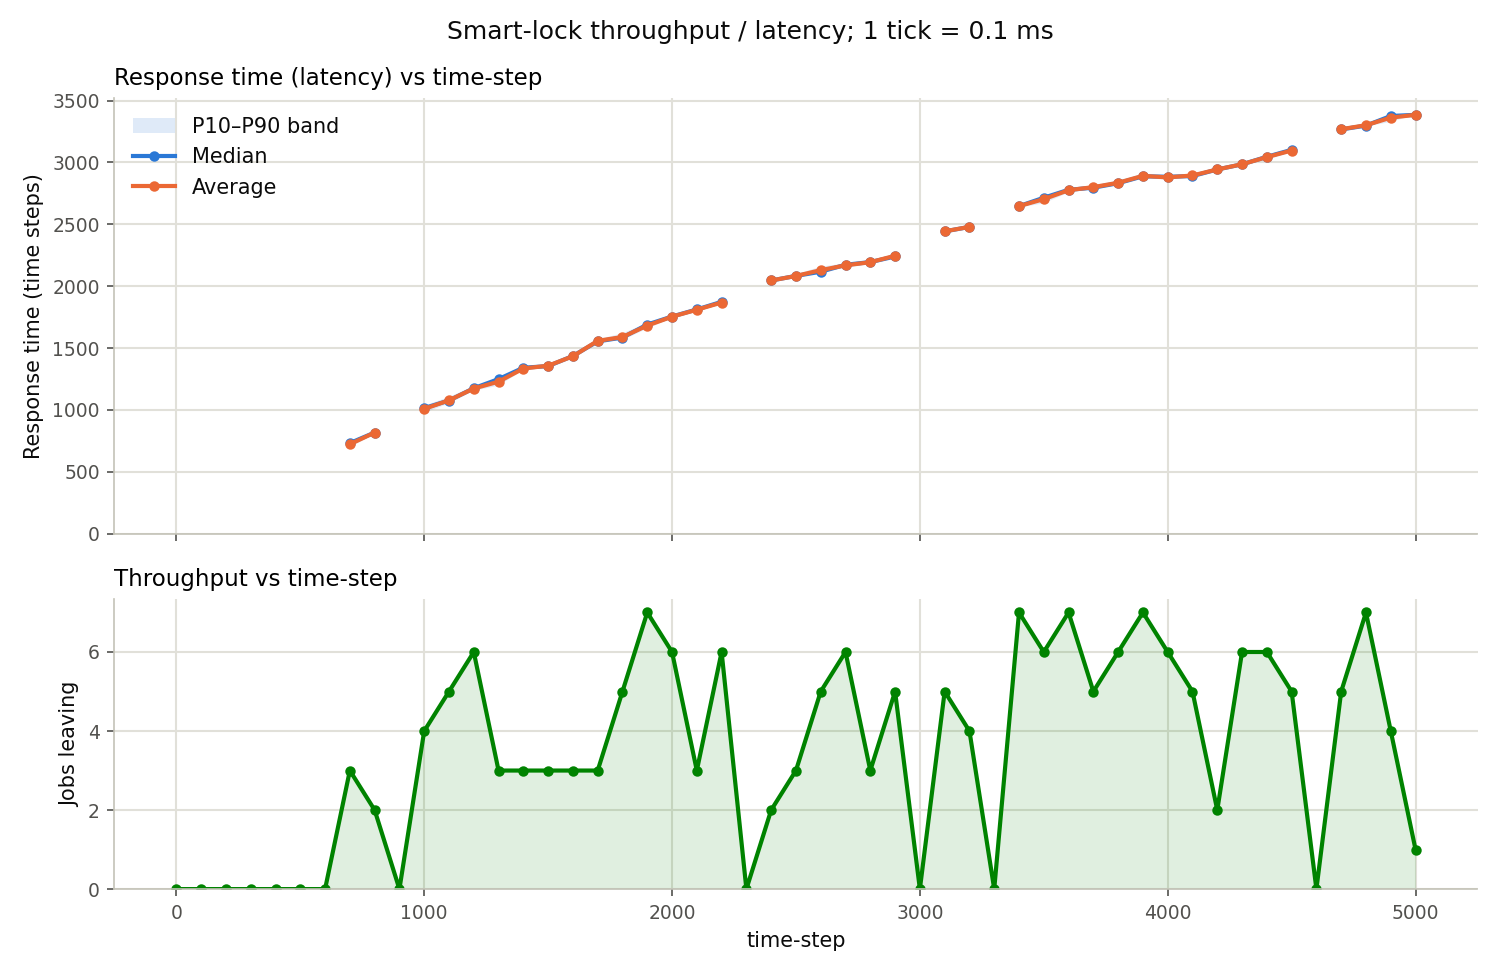 Smart-lock throughput / latency; 1 tick = 0.1 ms
Response time (latency) vs time-step
3500
3000
2500
2000
1500
1000
500
0
Response time (time steps)
P10–P90 band
Median
Average
Throughput vs time-step
6
4
2
0
Jobs leaving
0
1000
2000
3000
4000
5000
time-step